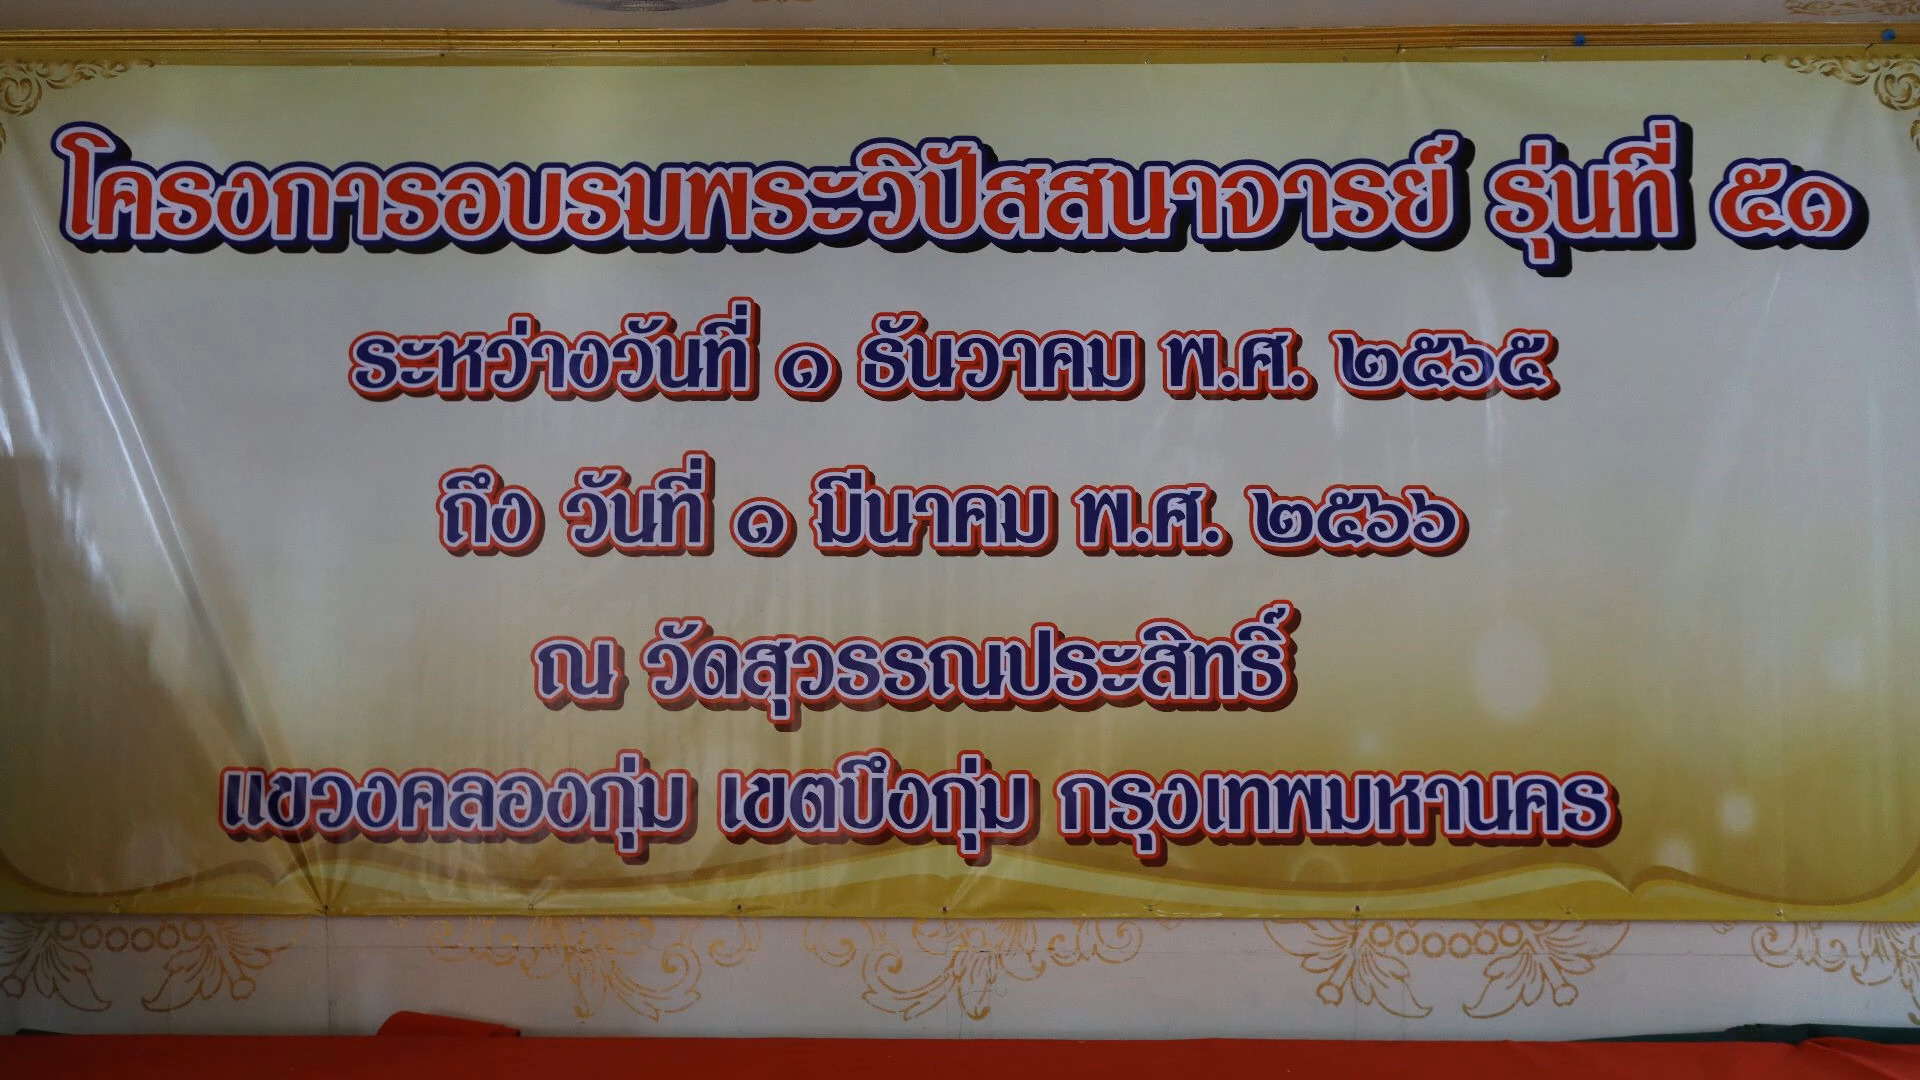 โครงการอบรมพระวิปัสสนาจารย์ รุ่นที่ ๕๑
ระหว่างวันที่ ๑ ธันวาคม พ.ศ. ๒๕๖๕
ถึง วันที่ ๑ มีนาคม พ.ศ. ๒๕๖๖
ณ วัดสุวรรณประสิทธิ์
แขวงคลองกุ่ม เขตบึงกุ่ม กรุงเทพมหานคร